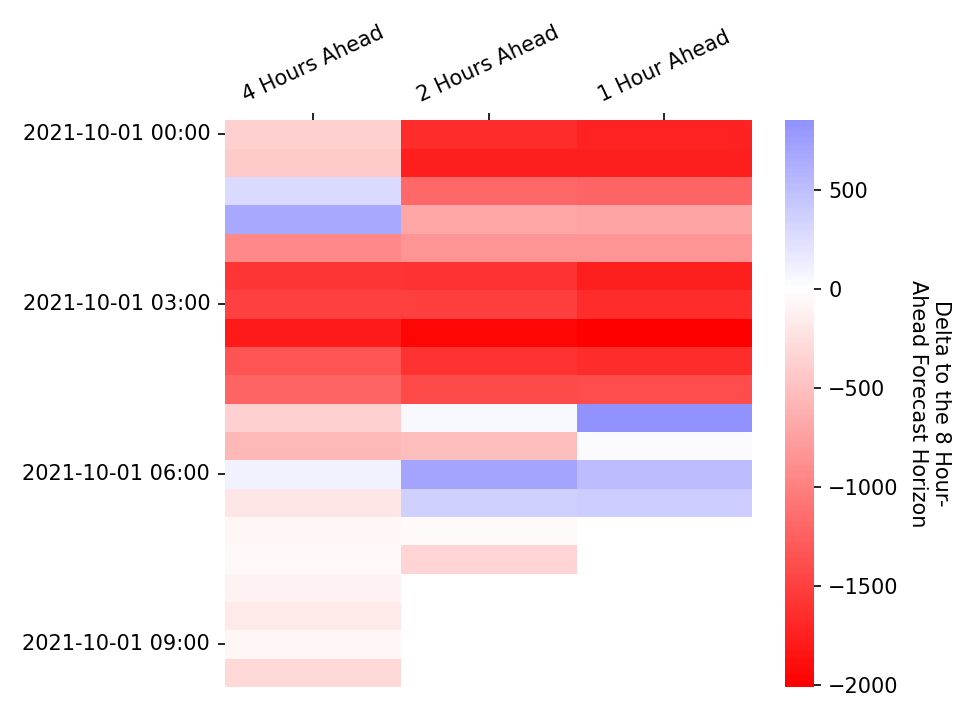 4 Hours Ahead
2 Hours Ahead
1 Hour Ahead
2021-10-01 00:00
2021-10-01 03:00
2021-10-01 06:00
2021-10-01 09:00
500
0
−500
−1000
−1500
−2000
Delta to the 8 Hour-
Ahead Forecast Horizon